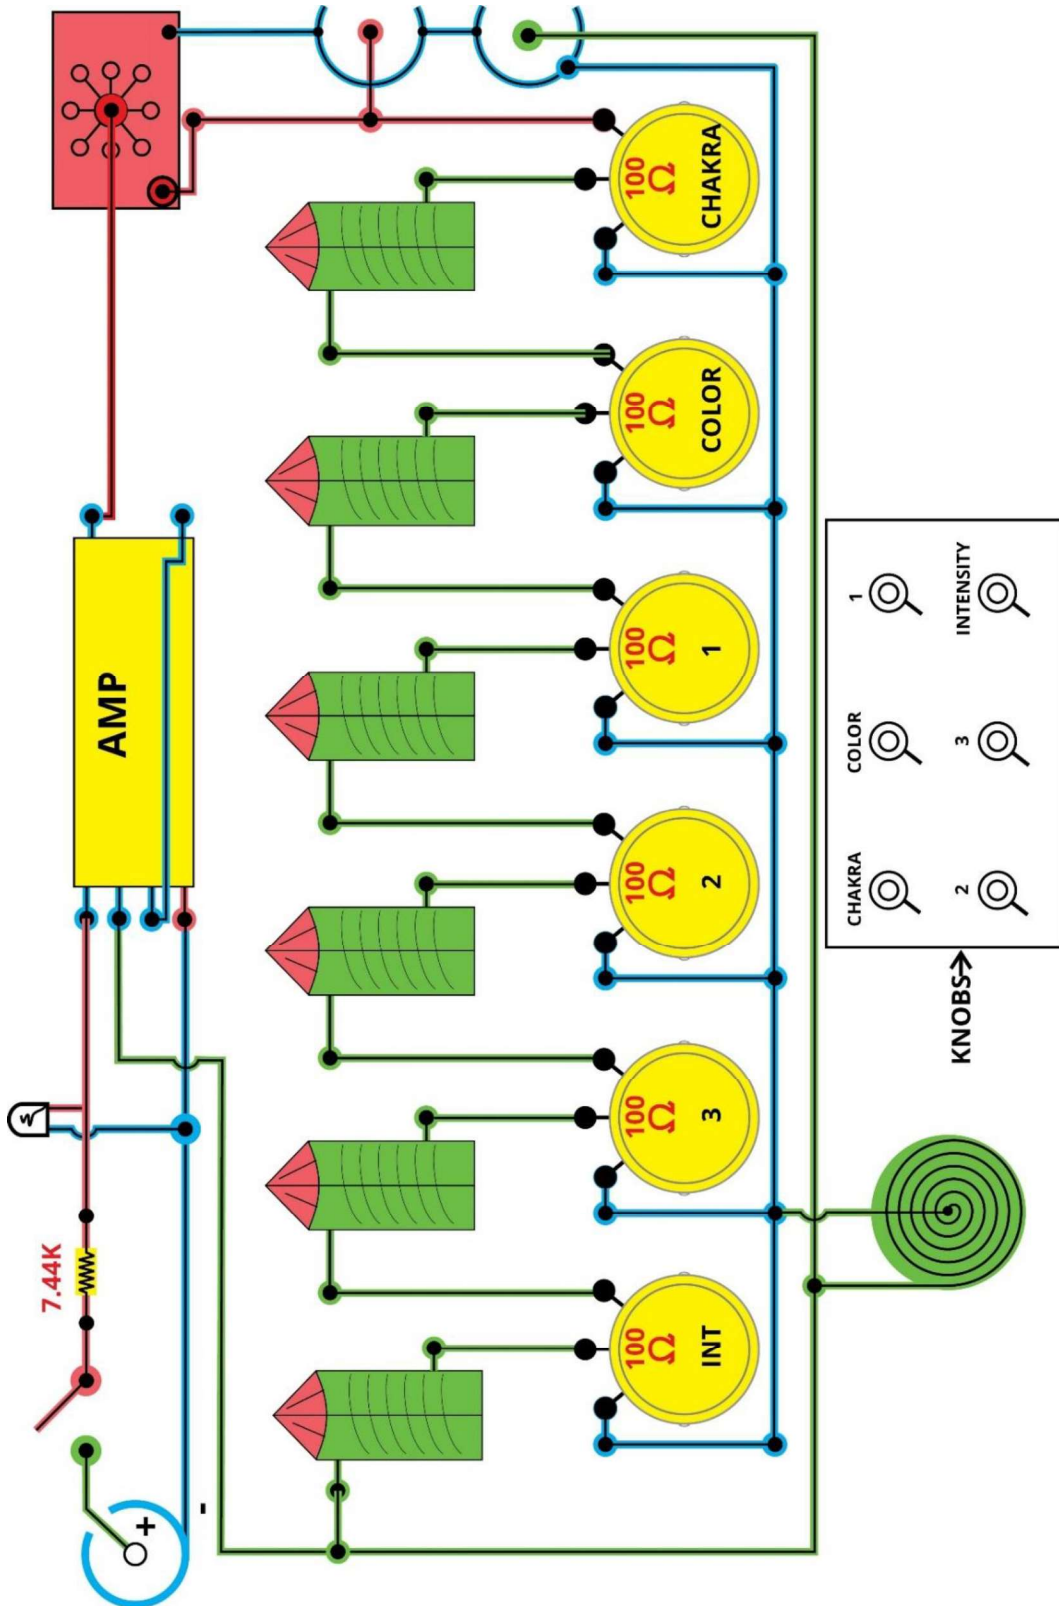 7.44K
+
-
AMP
100
Ω
CHAKRA
100
Ω
COLOR
100
Ω
1
100
Ω
2
100
Ω
3
100
Ω
INT
KNOBS→
CHAKRA
COLOR
1
2
3
INTENSITY